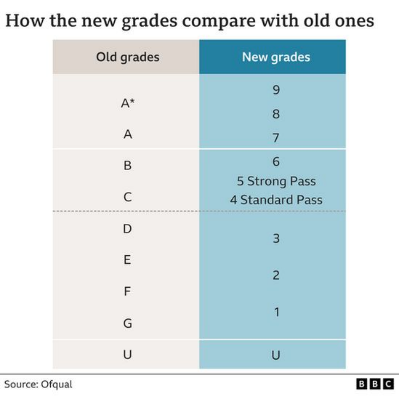 How the new grades compare with old ones
Old grades New grades
9
A*
8
A 7
B 6
5 Strong Pass
C 4 Standard Pass
D
3
E
2
F
1
G
U U
Source: Ofqual BBC